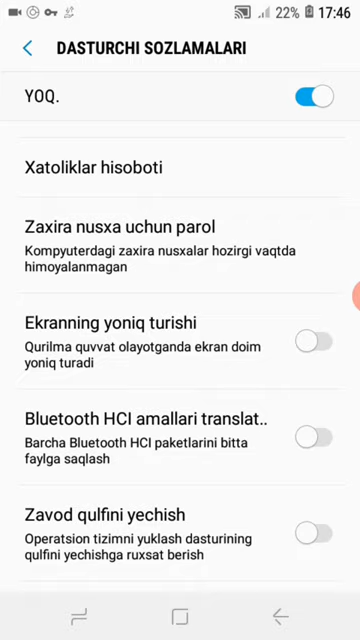 22% 17:46
DASTURCHI SOZLAMALARI
YOQ.
Xatoliklar hisoboti
Zaxira nusxa uchun parol
Kompyuterdagi zaxira nusxalar hozirgi vaqtda
himoyalanmagan
Ekranning yoniq turishi
Qurilma quvvat olayotganda ekran doim
yoniq turadi
Bluetooth HCI amallari translat..
Barcha Bluetooth HCI paketlarini bitta
faylga saqlash
Zavod qulfini yechish
Operatsion tizimni yuklash dasturining
qulfini yechishga ruxsat berish